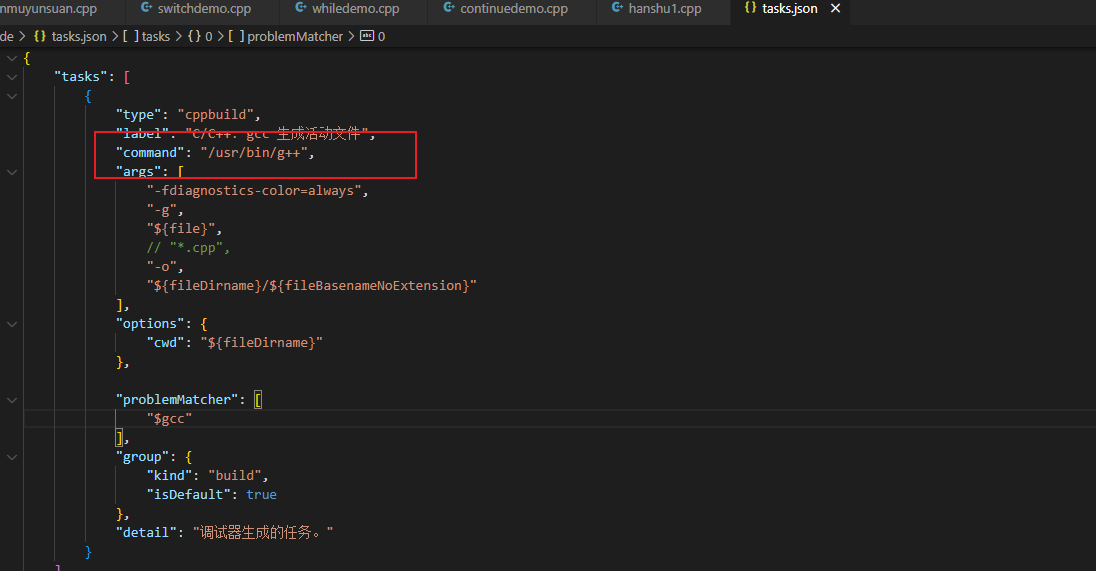 nmuyunsuan.cpp switchdemo.cpp whiledemo.cpp continuedemo.cpp hanshu1.cpp {} tasks.json ×
de > {} tasks.json > [ ] tasks > {} 0 > [ ] problemMatcher > abc 0
{
"tasks": [
{
"type": "cppbuild",
"label": "C/C++: gcc 生成活动文件",
"command": "/usr/bin/g++",
"args": [
"-fdiagnostics-color=always",
"-g",
"${file}",
// "*.cpp",
"-o",
"${fileDirname}/${fileBasenameNoExtension}"
],
"options": {
"cwd": "${fileDirname}"
},
"problemMatcher": [
"$gcc"
],
"group": {
"kind": "build",
"isDefault": true
},
"detail": "调试器生成的任务。"
}
]